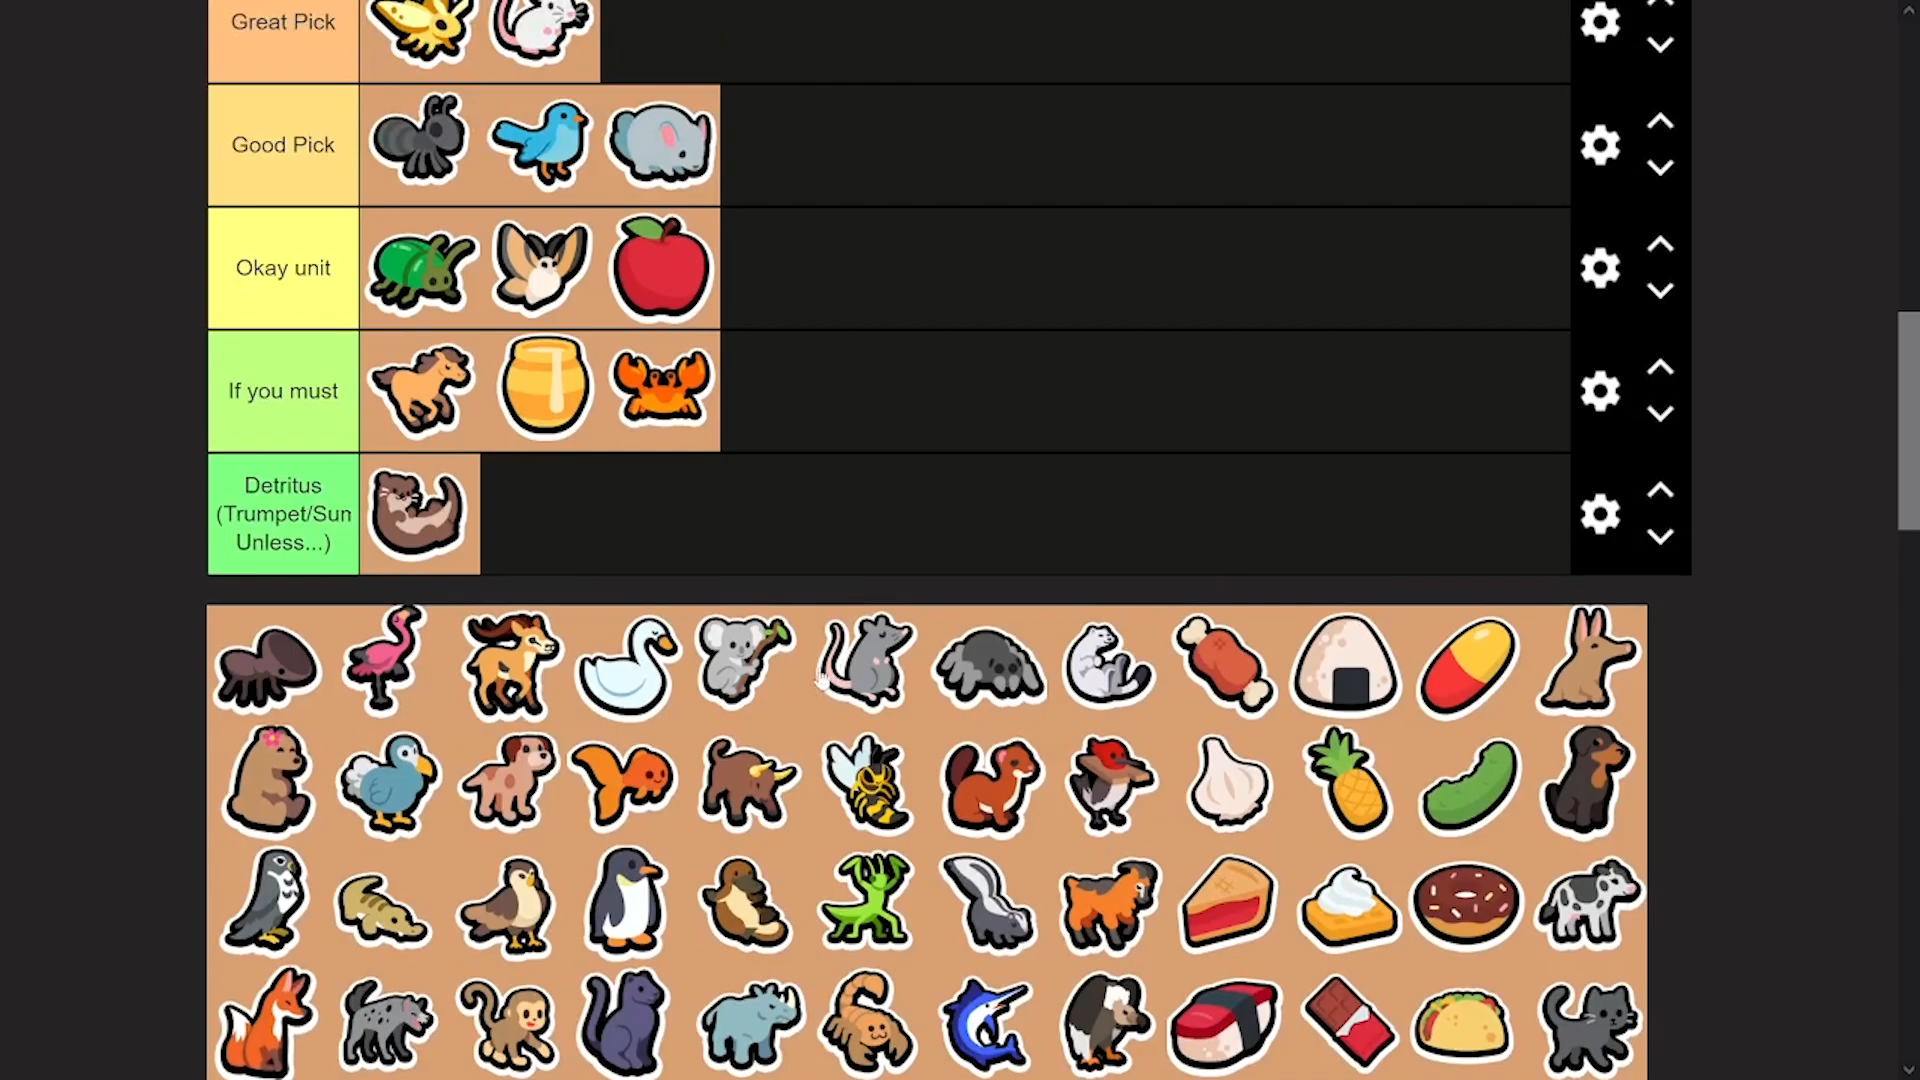 Great Pick
Good Pick
Okay unit
If you must
Detritus
(Trumpet/Sun
Unless...)